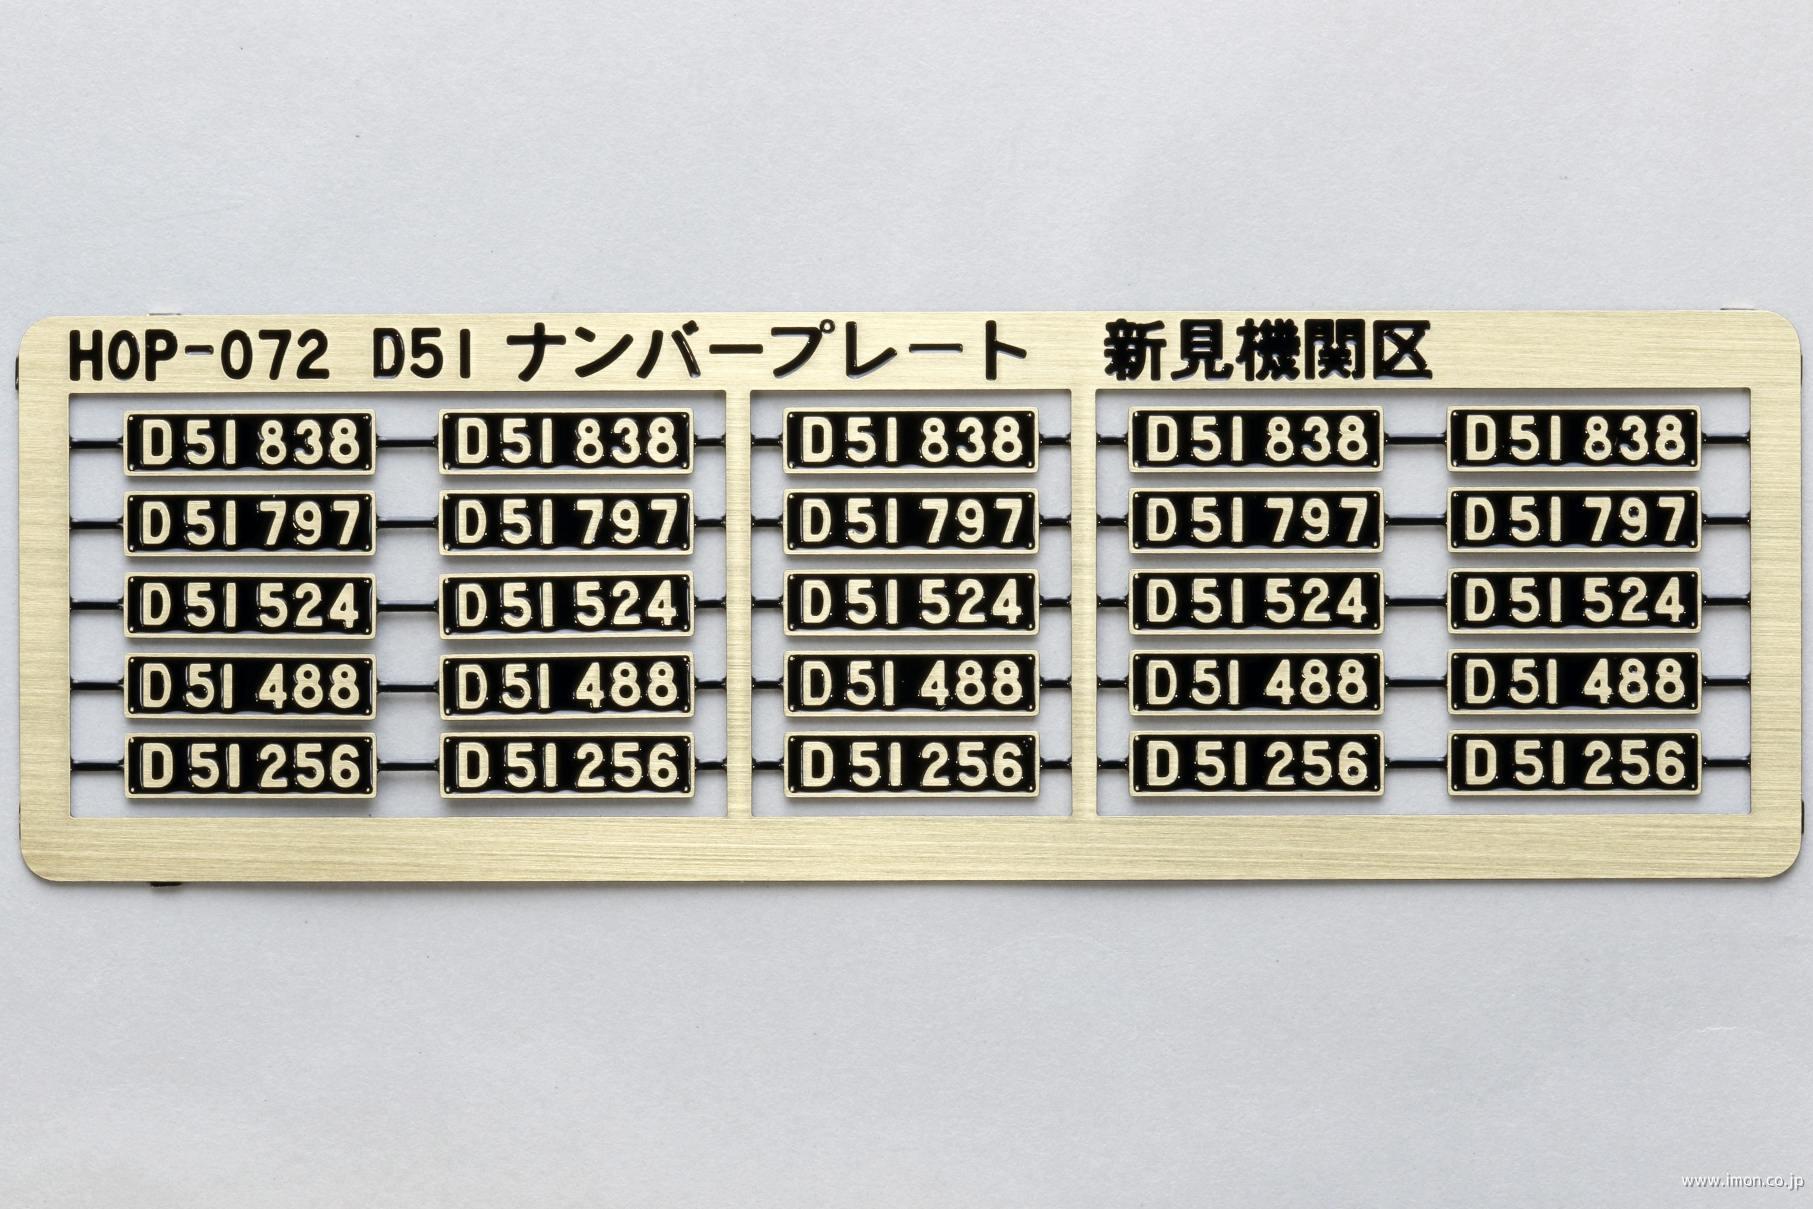 HOP-072 D51 ナンバープレート 新見機関区
D51 838 D51 838 D51 838 D51 838 D51 838
D51 797 D51 797 D51 797 D51 797 D51 797
D51 524 D51 524 D51 524 D51 524 D51 524
D51 488 D51 488 D51 488 D51 488 D51 488
D51 256 D51 256 D51 256 D51 256 D51 256
www.imon.co.jp